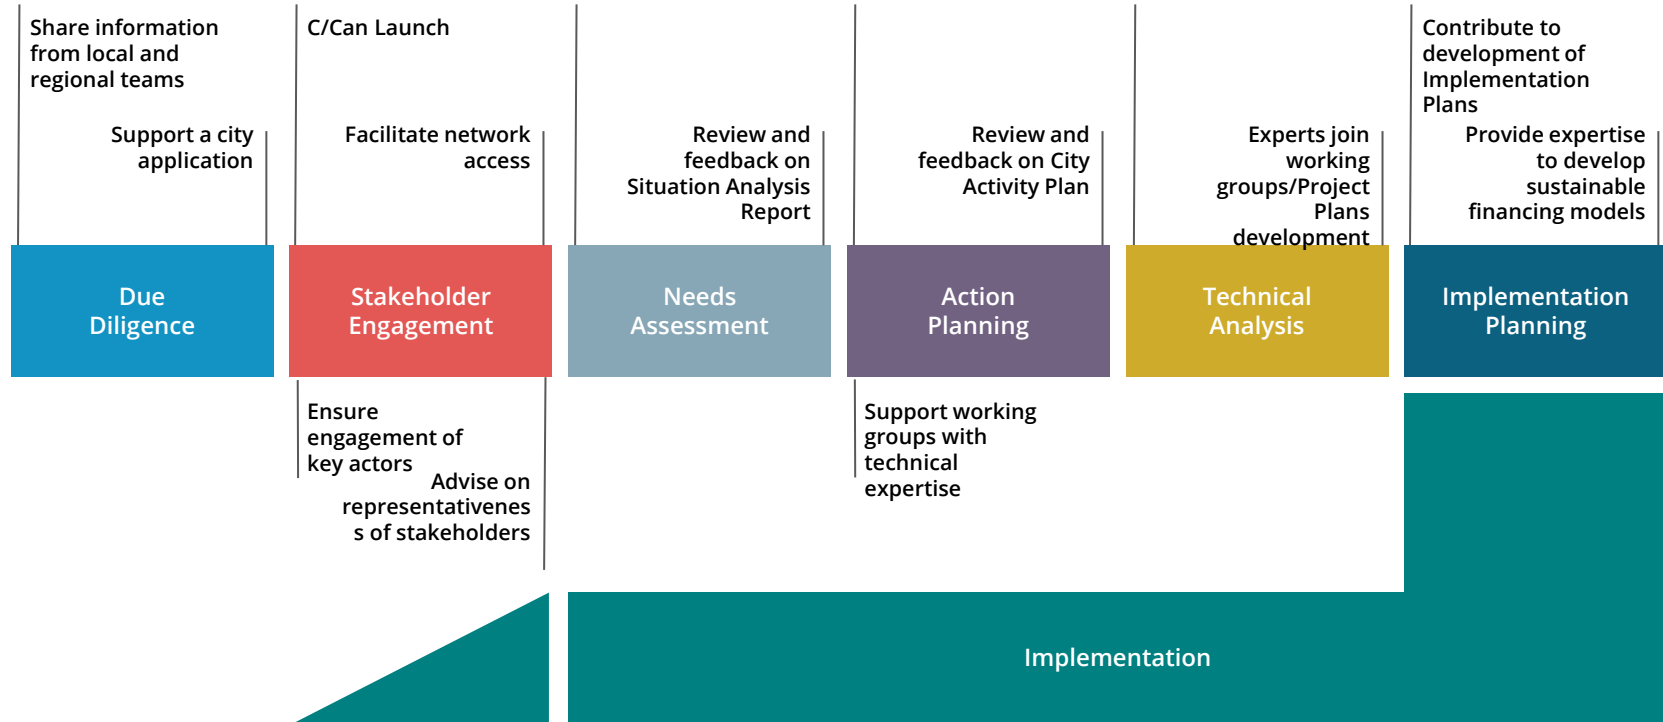 Share information
from local and
regional teams
Support a city
application
C/Can Launch
Facilitate network
access
Review and
feedback on
Situation Analysis
Report
Review and
feedback on City
Activity Plan
Experts join
working
groups/Project
Plans
development
Contribute to
development of
Implementation
Plans
Provide expertise
to develop
sustainable
financing models
Due
Diligence
Stakeholder
Engagement
Needs
Assessment
Action
Planning
Technical
Analysis
Implementation
Planning
Ensure
engagement of
key actors
Advise on
representativenes
s of stakeholders
Support working
groups with
technical
expertise
Implementation